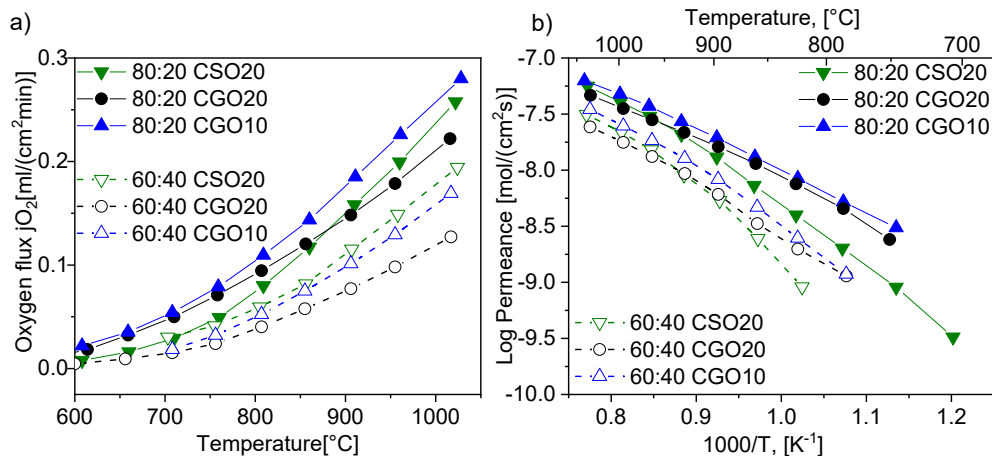 a)
Oxygen flux jO2[ml/(cm2min)]
0.3
0.2
0.1
0.0
80:20 CSO20
80:20 CGO20
80:20 CGO10
60:40 CSO20
60:40 CGO20
60:40 CGO10
600 700 800 900 1000
Temperature[°C]
b)
Temperature, [°C]
1000 900 800 700
Log Permeance [mol/(cm2s)]
-7.0
-7.5
-8.0
-8.5
-9.0
-9.5
-10.0
80:20 CSO20
80:20 CGO20
80:20 CGO10
60:40 CSO20
60:40 CGO20
60:40 CGO10
0.8 0.9 1.0 1.1 1.2
1000/T, [K-1]